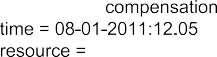 compensation
time = 08-01-2011:12.05
resource =